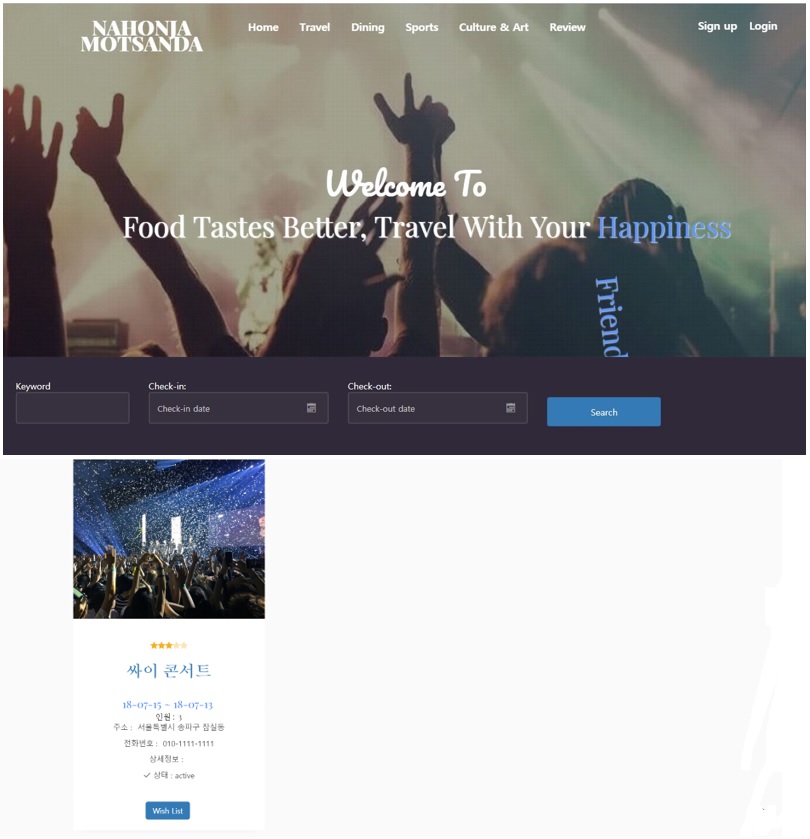 NAHONJA
MOTSANDA
Home Travel Dining Sports Culture & Art Review Sign up Login
Welcome To
Food Tastes Better, Travel With Your Happiness
Friend
Keyword Check-in: Check-out:
Check-in date Check-out date Search
싸이 콘서트
18-07-15 ~ 18-07-13
인원 : 3
주소 : 서울특별시 송파구 잠실동
전화번호 : 010-1111-1111
상세정보 :
상태 : active
Wish List